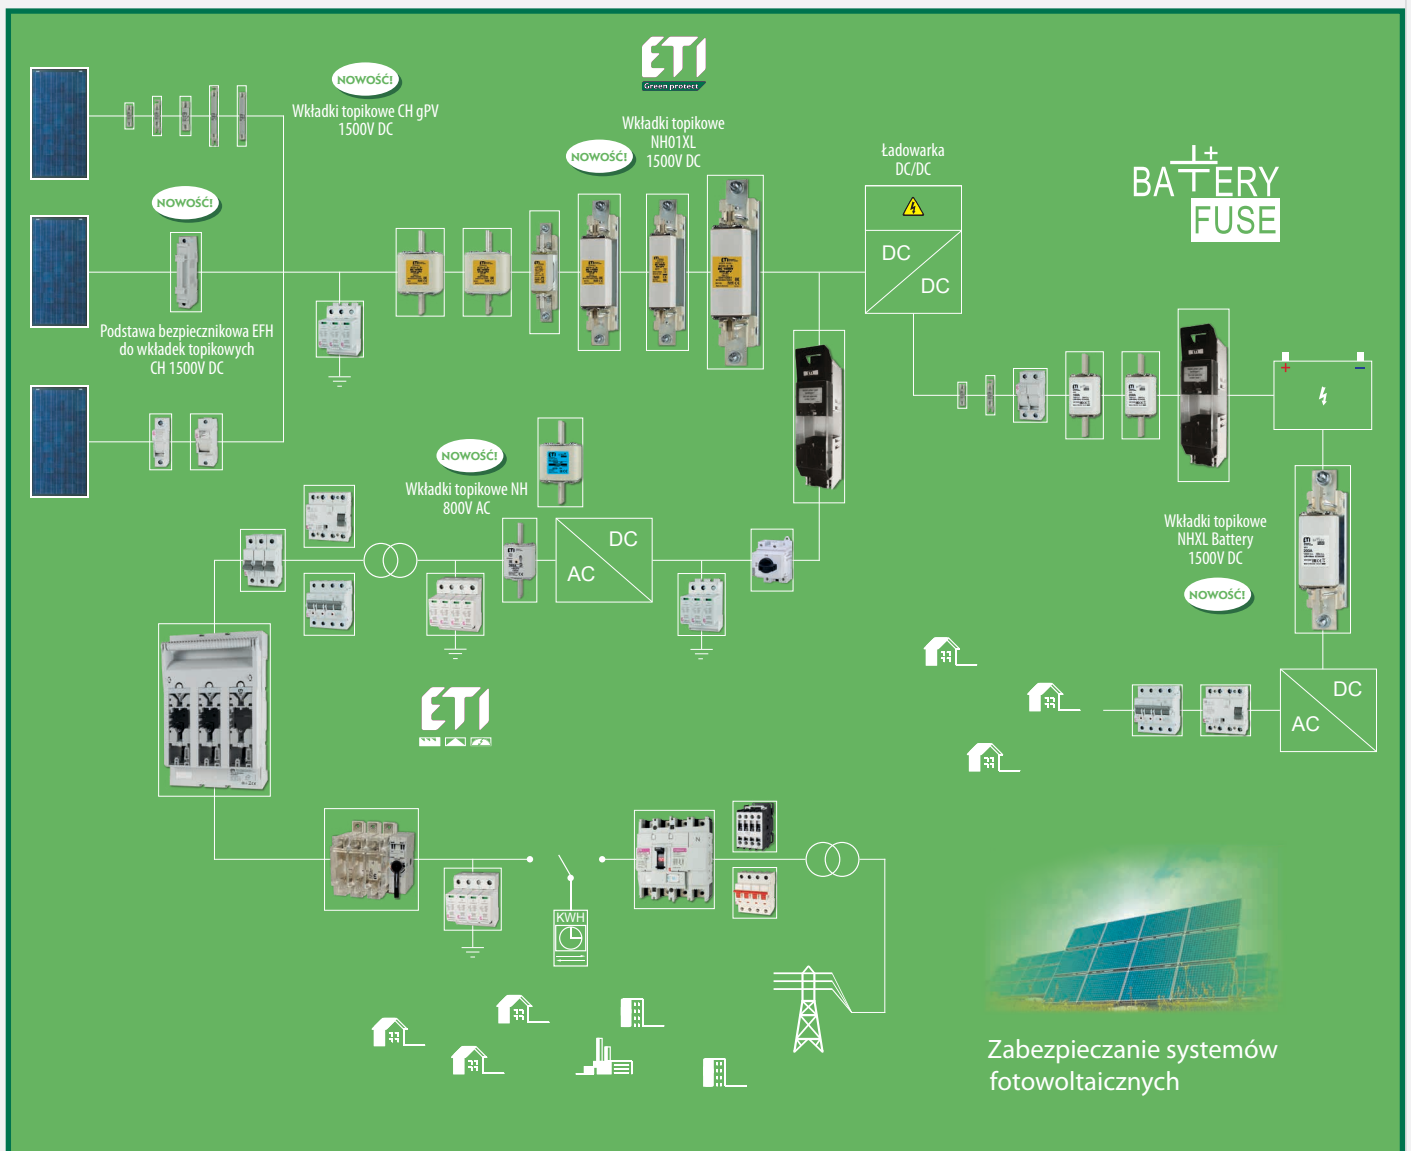 ETI
Green protect
NOWOŚĆ!
Wkładki topikowe CH gPV
1500V DC
Wkładki topikowe
NH01XL
1500V DC
NOWOŚĆ!
Ładowarka
DC/DC
DC
DC
BATTERY
FUSE
NOWOŚĆ!
Podstawa bezpiecznikowa EFH
do wkładek topikowych
CH 1500V DC
NOWOŚĆ!
Wkładki topikowe NH
800V AC
DC
AC
Wkładki topikowe
NHXL Battery
1500V DC
NOWOŚĆ!
DC
AC
ETI
KWH
Zabezpieczanie systemów
fotowoltaicznych